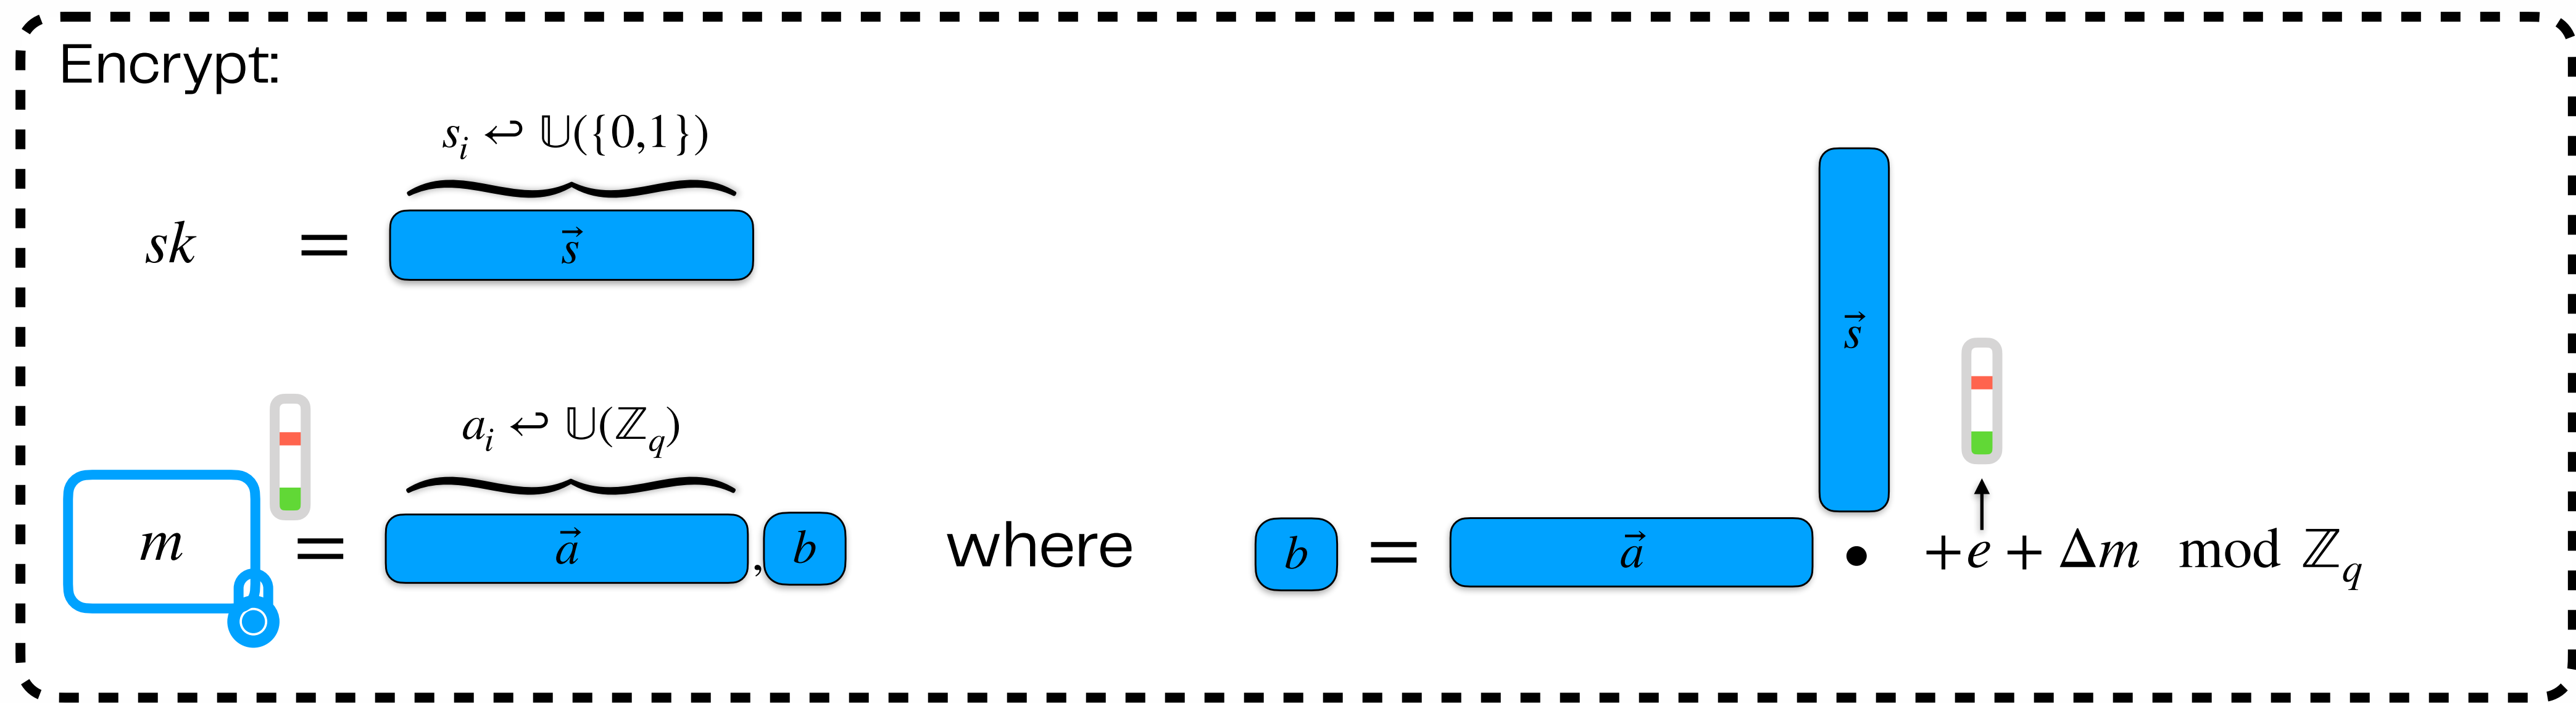 Encrypt:
s_i ↩ 𝕌({0,1})
sk = s⃗
s⃗
a_i ↩ 𝕌(ℤ_q)
m = a⃗ , b where b = a⃗ • +e + Δm mod ℤ_q